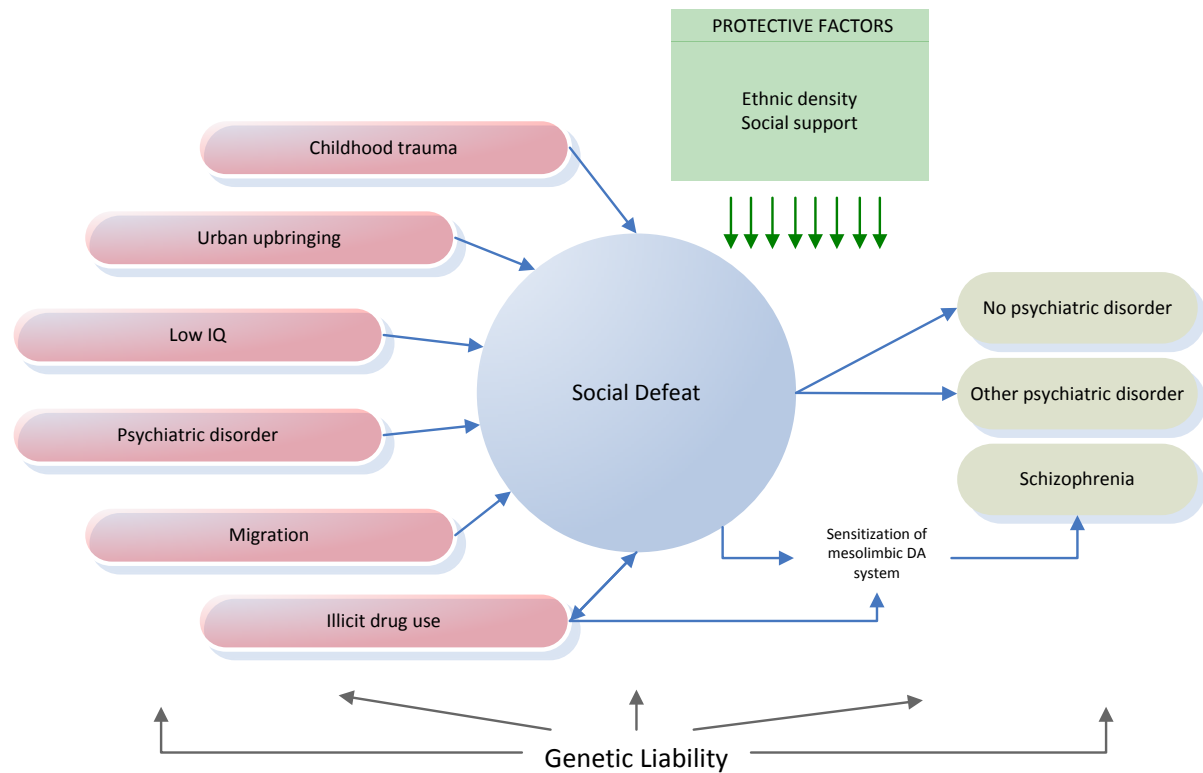 PROTECTIVE FACTORS
Ethnic density
Social support
Childhood trauma
Urban upbringing
Low IQ
Psychiatric disorder
Migration
Illicit drug use
Social Defeat
No psychiatric disorder
Other psychiatric disorder
Schizophrenia
Sensitization of
mesolimbic DA
system
Genetic Liability